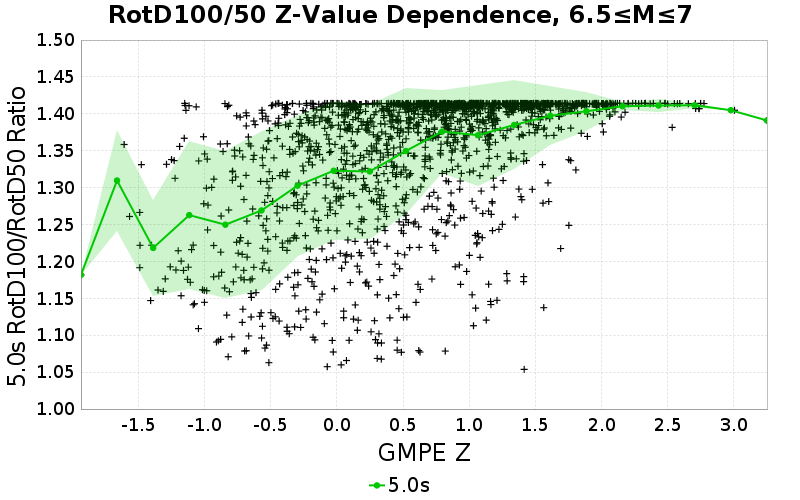 RotD100/50 Z-Value Dependence, 6.5≤M≤7
5.0s RotD100/RotD50 Ratio
1.50
1.45
1.40
1.35
1.30
1.25
1.20
1.15
1.10
1.05
1.00
-1.5 -1.0 -0.5 0.0 0.5 1.0 1.5 2.0 2.5 3.0
GMPE Z
5.0s